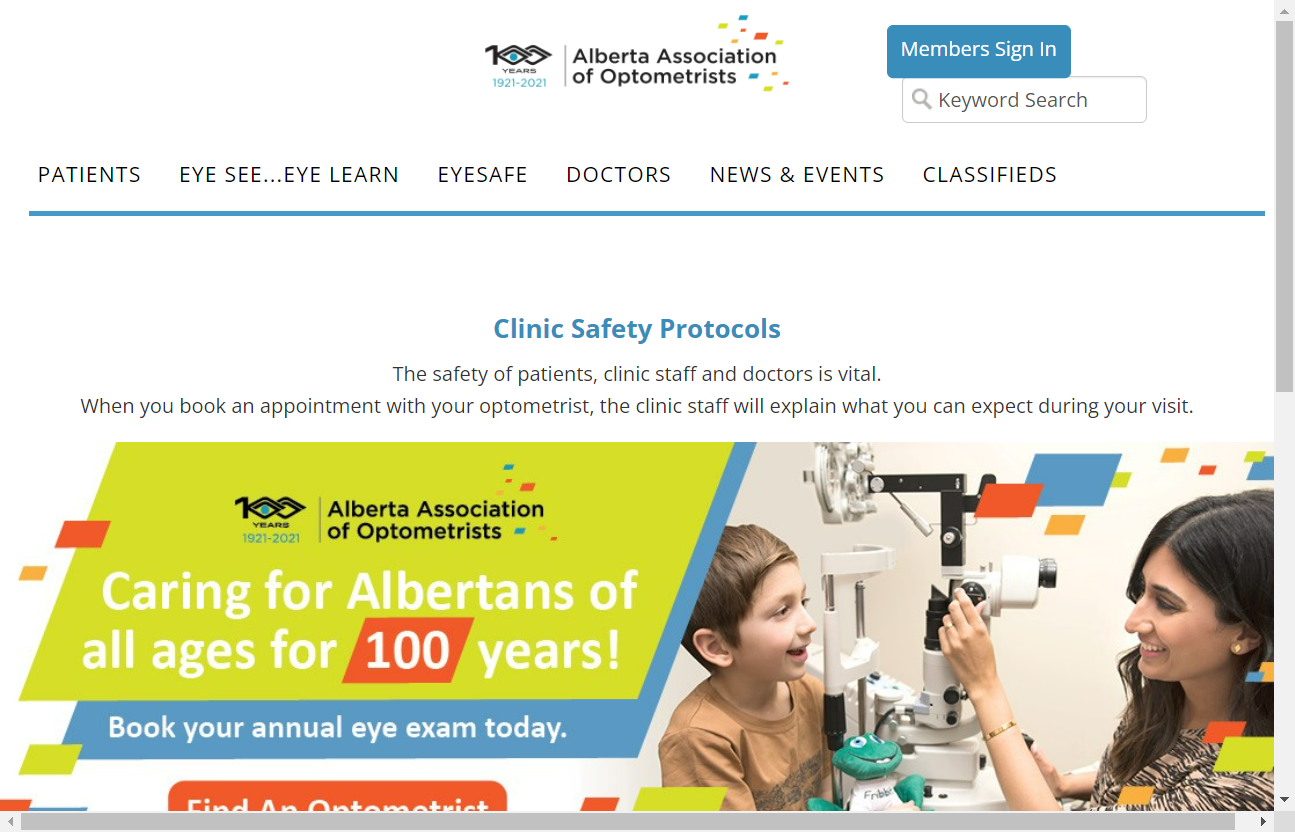 100
YEARS
1921-2021
Alberta Association
of Optometrists
Members Sign In
Keyword Search
PATIENTS
EYE SEE...EYE LEARN
EYESAFE
DOCTORS
NEWS & EVENTS
CLASSIFIEDS
Clinic Safety Protocols
The safety of patients, clinic staff and doctors is vital.
When you book an appointment with your optometrist, the clinic staff will explain what you can expect during your visit.
100
YEARS
1921-2021
Alberta Association
of Optometrists
Caring for Albertans of
all ages for 100 years!
Book your annual eye exam today.
Find An Optometrist